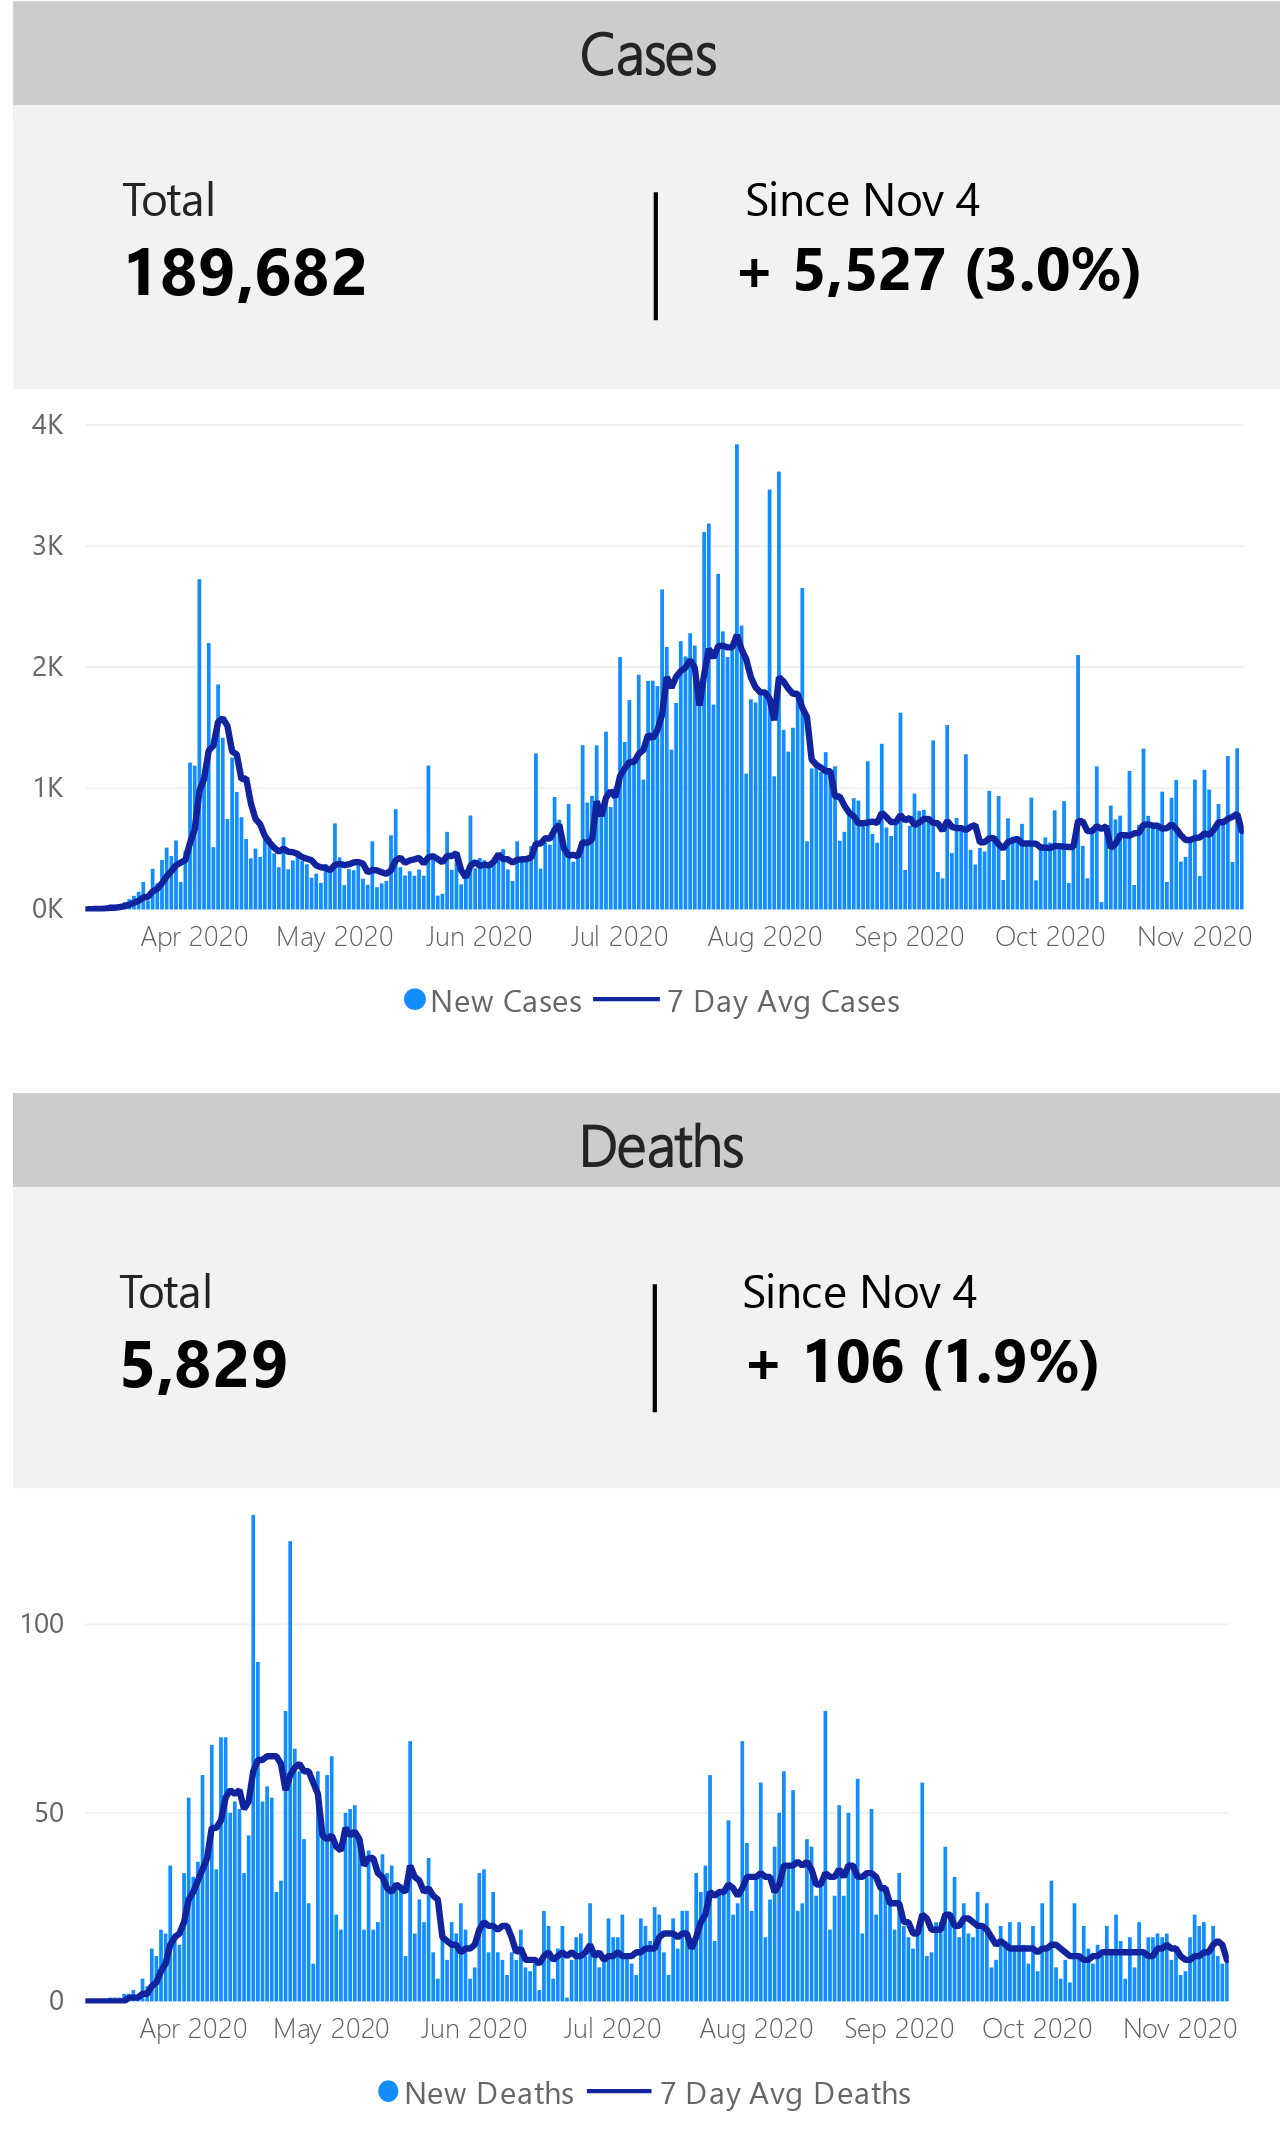 Cases
Total
Since Nov 4
189,682
+ 5,527 (3.0%)
4K
3K
2K
1K
0K
Apr 2020 May 2020 Jun 2020 Jul 2020 Aug 2020 Sep 2020 Oct 2020 Nov 2020
New Cases 7 Day Avg Cases
Deaths
Total
Since Nov 4
5,829
+ 106 (1.9%)
100
50
0
Apr 2020 May 2020 Jun 2020 Jul 2020 Aug 2020 Sep 2020 Oct 2020 Nov 2020
New Deaths 7 Day Avg Deaths